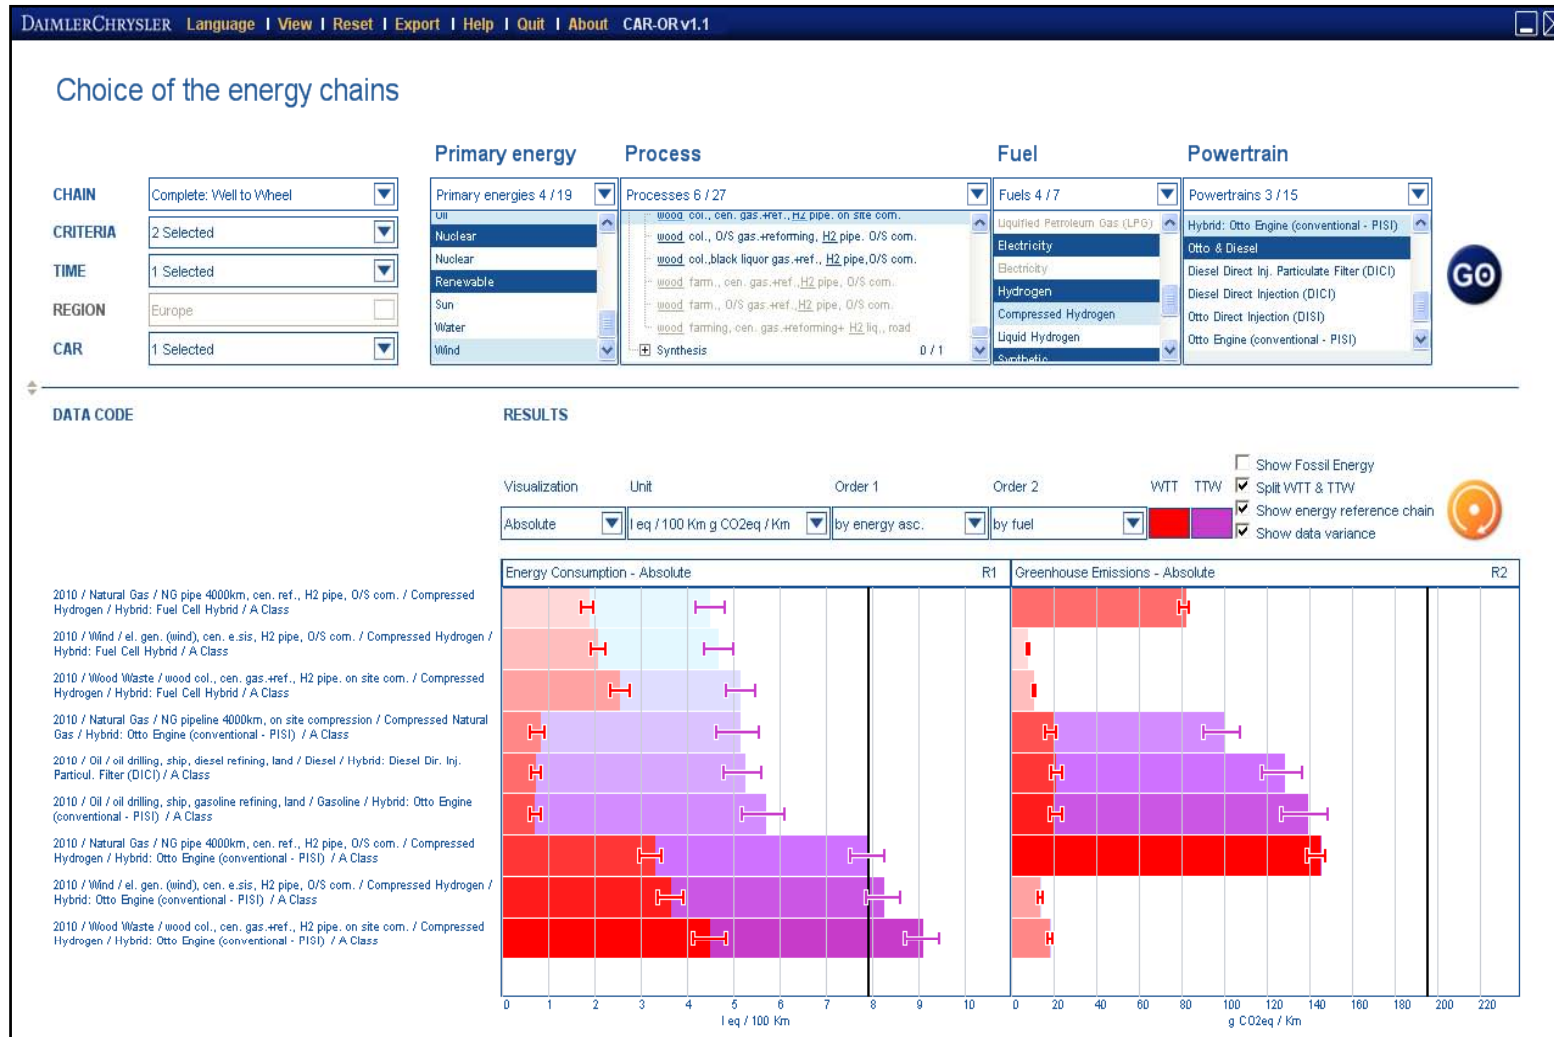 DAIMLERCHRYSLER Language I View I Reset I Export I Help I Quit I About CAR-OR v1.1
Choice of the energy chains
Primary energy Process Fuel Powertrain
CHAIN Complete: Well to Wheel
CRITERIA 2 Selected
TIME 1 Selected
REGION Europe
CAR 1 Selected
Primary energies 4 / 19
Oil
Nuclear
Nuclear
Renewable
Sun
Water
Wind
Processes 6 / 27
wood col., cen. gas.+ref., H2 pipe. on site com.
wood col., O/S gas.+reforming, H2 pipe. O/S com.
wood col.,black liquor gas.+ref., H2 pipe,O/S com.
wood farm., cen. gas.+ref.,H2 pipe, O/S com.
wood farm., O/S gas.+ref.,H2 pipe, O/S com.
wood farming, cen. gas.+reforming+ H2 liq., road
Synthesis 0 / 1
Fuels 4 / 7
Liquified Petroleum Gas (LPG)
Electricity
Electricity
Hydrogen
Compressed Hydrogen
Liquid Hydrogen
Synthetic
Powertrains 3 / 15
Hybrid: Otto Engine (conventional - PISI)
Otto & Diesel
Diesel Direct Inj. Particulate Filter (DICI)
Diesel Direct Injection (DICI)
Otto Direct Injection (DISI)
Otto Engine (conventional - PISI)
GO
DATA CODE
RESULTS
Visualization Unit Order 1 Order 2 WTT TTW
Absolute l eq / 100 Km g CO2eq / Km by energy asc. by fuel
Show Fossil Energy
Split WTT & TTW
Show energy reference chain
Show data variance
Energy Consumption - Absolute R1
Greenhouse Emissions - Absolute R2
2010 / Natural Gas / NG pipe 4000km, cen. ref., H2 pipe, O/S com. / Compressed
Hydrogen / Hybrid: Fuel Cell Hybrid / A Class
2010 / Wind / el. gen. (wind), cen. e.sis, H2 pipe, O/S com. / Compressed Hydrogen /
Hybrid: Fuel Cell Hybrid / A Class
2010 / Wood Waste / wood col., cen. gas.+ref., H2 pipe. on site com. / Compressed
Hydrogen / Hybrid: Fuel Cell Hybrid / A Class
2010 / Natural Gas / NG pipeline 4000km, on site compression / Compressed Natural
Gas / Hybrid: Otto Engine (conventional - PISI) / A Class
2010 / Oil / oil drilling, ship, diesel refining, land / Diesel / Hybrid: Diesel Dir. Inj.
Particul. Filter (DICI) / A Class
2010 / Oil / oil drilling, ship, gasoline refining, land / Gasoline / Hybrid: Otto Engine
(conventional - PISI) / A Class
2010 / Natural Gas / NG pipe 4000km, cen. ref., H2 pipe, O/S com. / Compressed
Hydrogen / Hybrid: Otto Engine (conventional - PISI) / A Class
2010 / Wind / el. gen. (wind), cen. e.sis, H2 pipe, O/S com. / Compressed Hydrogen /
Hybrid: Otto Engine (conventional - PISI) / A Class
2010 / Wood Waste / wood col., cen. gas.+ref., H2 pipe. on site com. / Compressed
Hydrogen / Hybrid: Otto Engine (conventional - PISI) / A Class
0 1 2 3 4 5 6 7 8 9 10
l eq / 100 Km
0 20 40 60 80 100 120 140 160 180 200 220
g CO2eq / Km